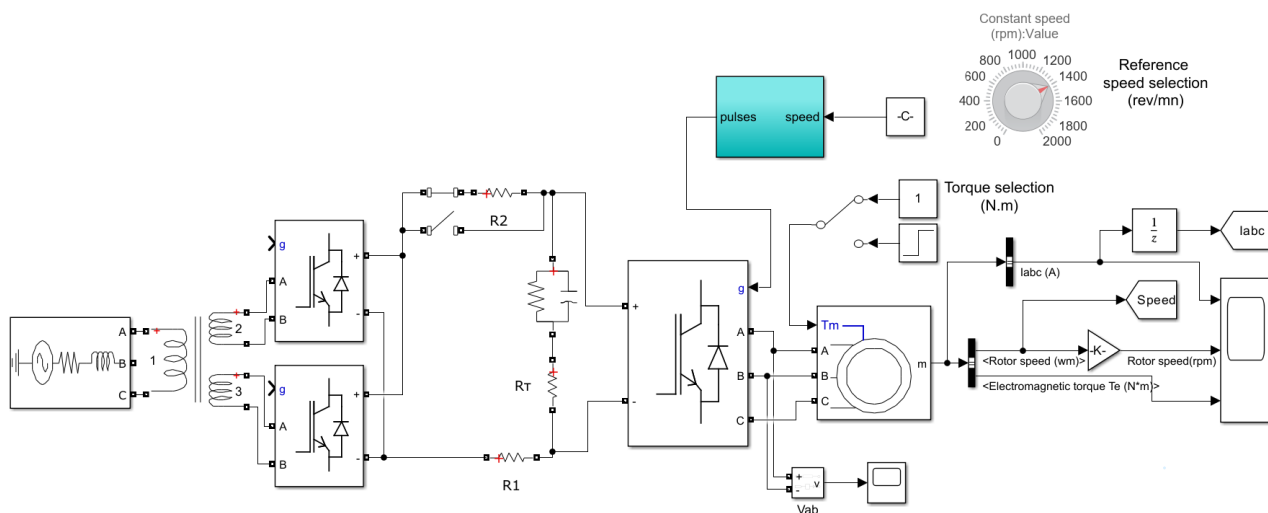 Constant speed
(rpm):Value
0
200
400
600
800
1000
1200
1400
1600
1800
2000
Reference
speed selection
(rev/mn)
pulses
speed
-C-
Torque selection
(N.m)
1
1
z
Iabc
Iabc (A)
Speed
<Rotor speed (wm)>
-K-
Rotor speed(rpm)
<Electromagnetic torque Te (N*m)>
R2
g
A
B
+
-
A
B
C
1
2
3
g
A
B
+
-
RT
R1
+
-
g
A
B
C
Tm
A
B
C
m
+
-
v
Vab